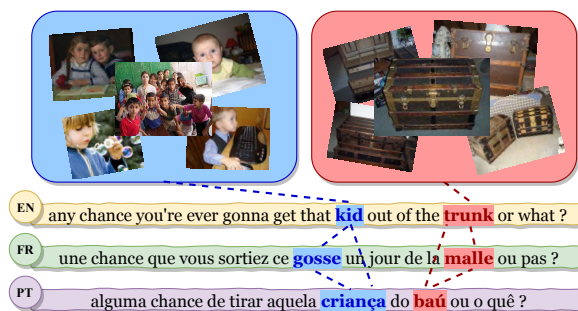 EN
any chance you're ever gonna get that kid out of the trunk or what ?
FR
une chance que vous sortiez ce gosse un jour de la malle ou pas ?
PT
alguma chance de tirar aquela criança do baú ou o quê ?